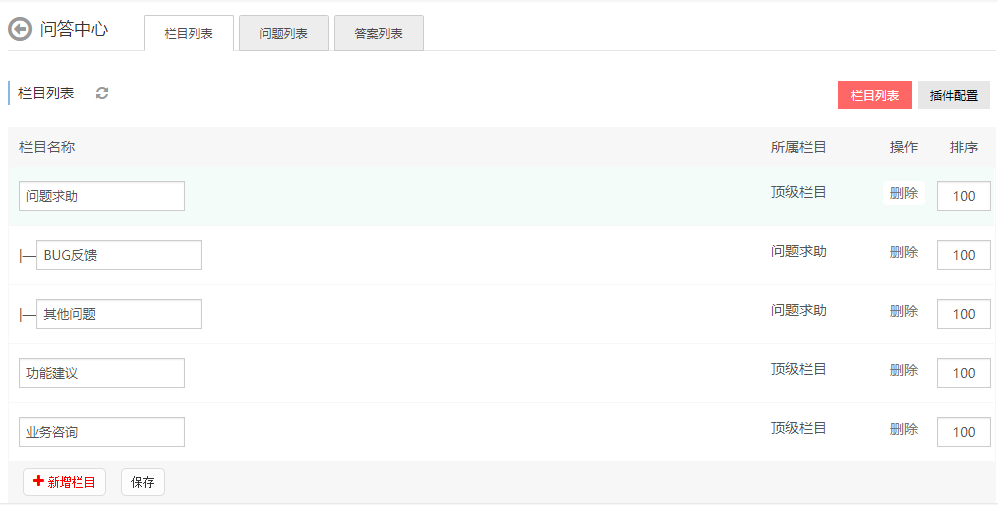 问答中心 栏目列表 问题列表 答案列表
栏目列表 栏目列表 插件配置
栏目名称 所属栏目 操作 排序
问题求助 顶级栏目 删除 100
|—BUG反馈 问题求助 删除 100
|—其他问题 问题求助 删除 100
功能建议 顶级栏目 删除 100
业务咨询 顶级栏目 删除 100
新增栏目 保存